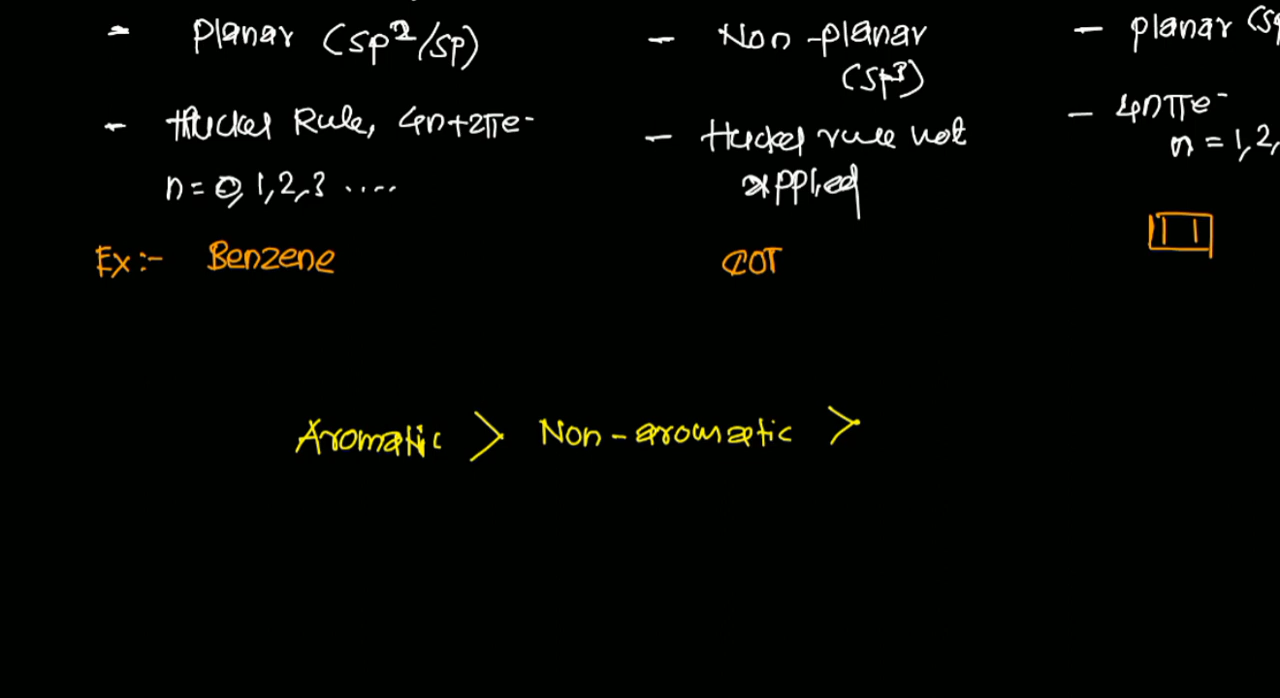 - Planar (sp²/sp)
- Huckel Rule, 4n+2πe-
n = 0, 1, 2, 3 .....
Ex :- Benzene
- Non-planar
(sp³)
- Huckel rule not
applied
COT
- planar (sp
- 4nπe-
n = 1, 2,
Aromatic > Non-aromatic >